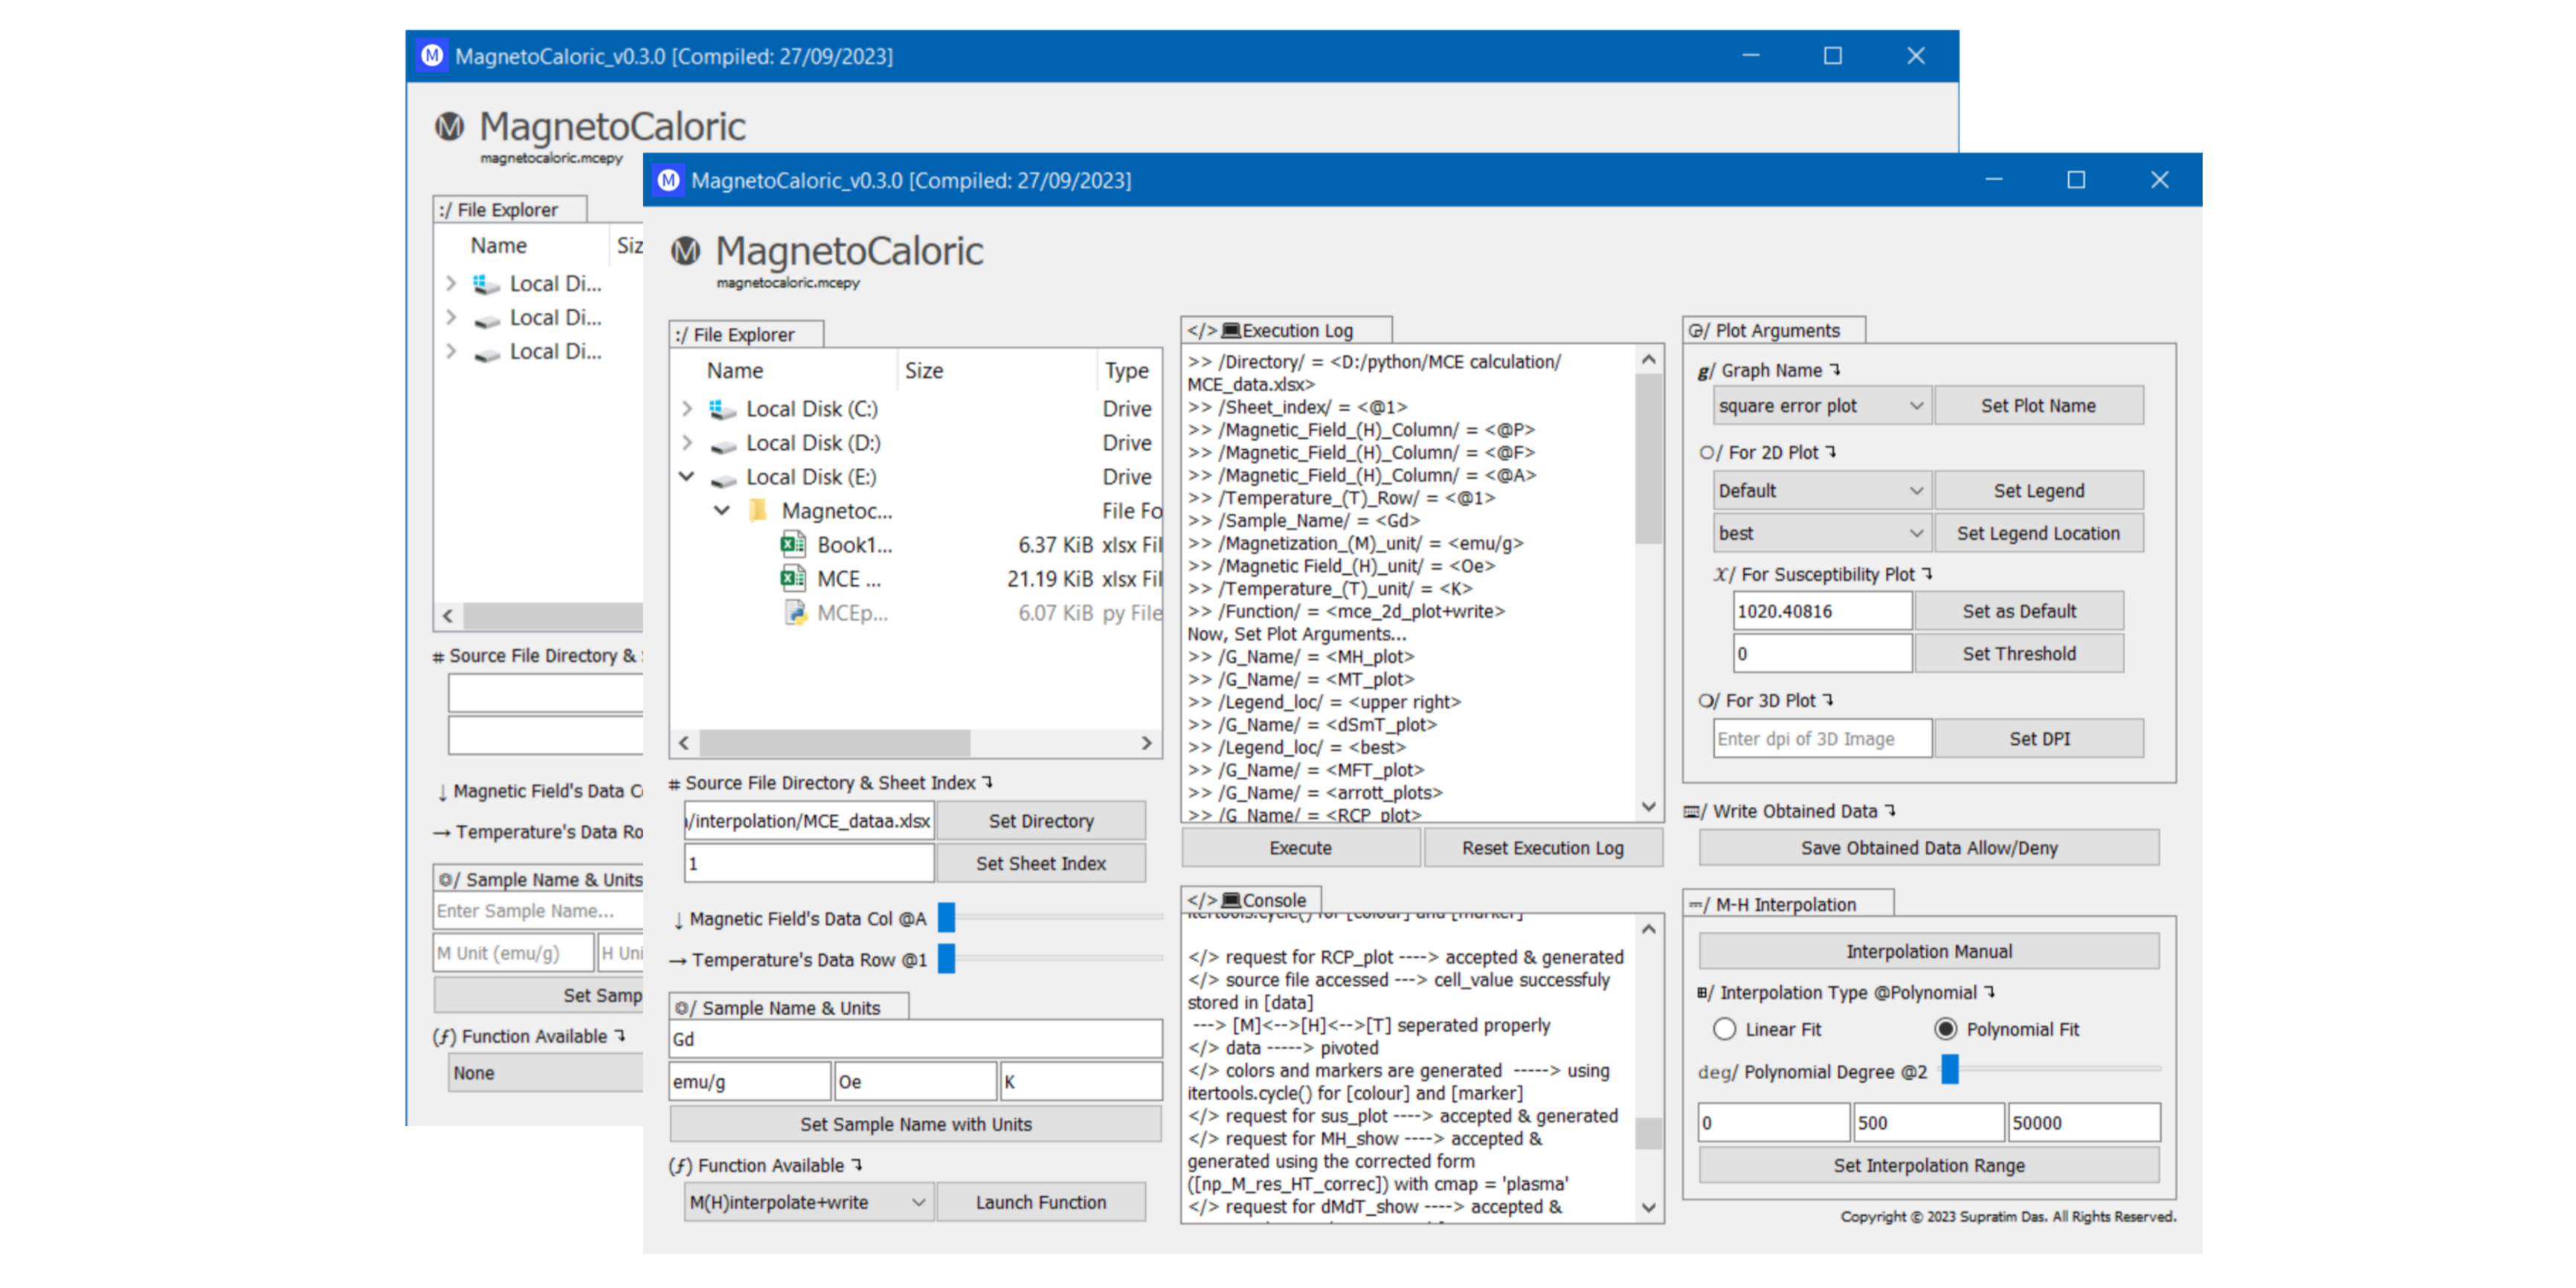 MagnetoCaloric_v0.3.0 [Compiled: 27/09/2023]
MagnetoCaloric
magnetocaloric.mcepy
:/ File Explorer
Name Siz
Local Di...
Local Di...
Local Di...
# Source File Directory &
↓ Magnetic Field's Data C
→ Temperature's Data Ro
/ Sample Name & Units
Enter Sample Name...
M Unit (emu/g) H Uni
Set Samp
(ƒ) Function Available ↴
None
MagnetoCaloric_v0.3.0 [Compiled: 27/09/2023]
MagnetoCaloric
magnetocaloric.mcepy
:/ File Explorer
Name Size Type
Local Disk (C:) Drive
Local Disk (D:) Drive
Local Disk (E:) Drive
Magnetoc... File Fo
Book1... 6.37 KiB xlsx Fil
MCE ... 21.19 KiB xlsx Fil
MCEp... 6.07 KiB py File
# Source File Directory & Sheet Index ↴
/interpolation/MCE_dataa.xlsx Set Directory
1 Set Sheet Index
↓ Magnetic Field's Data Col @A
→ Temperature's Data Row @1
/ Sample Name & Units
Gd
emu/g Oe K
Set Sample Name with Units
(ƒ) Function Available ↴
M(H)interpolate+write Launch Function
</> Execution Log
>> /Directory/ = <D:/python/MCE calculation/
MCE_data.xlsx>
>> /Sheet_index/ = <@1>
>> /Magnetic_Field_(H)_Column/ = <@P>
>> /Magnetic_Field_(H)_Column/ = <@F>
>> /Magnetic_Field_(H)_Column/ = <@A>
>> /Temperature_(T)_Row/ = <@1>
>> /Sample_Name/ = <Gd>
>> /Magnetization_(M)_unit/ = <emu/g>
>> /Magnetic Field_(H)_unit/ = <Oe>
>> /Temperature_(T)_unit/ = <K>
>> /Function/ = <mce_2d_plot+write>
Now, Set Plot Arguments...
>> /G_Name/ = <MH_plot>
>> /G_Name/ = <MT_plot>
>> /Legend_loc/ = <upper right>
>> /G_Name/ = <dSmT_plot>
>> /Legend_loc/ = <best>
>> /G_Name/ = <MFT_plot>
>> /G_Name/ = <arrott_plots>
>> /G_Name/ = <RCP_plot>
Execute Reset Execution Log
</> Console
itertools.cycle() for [colour] and [marker]
</> request for RCP_plot ----> accepted & generated
</> source file accessed ---> cell_value successfuly
stored in [data]
---> [M]<-->[H]<-->[T] seperated properly
</> data -----> pivoted
</> colors and markers are generated -----> using
itertools.cycle() for [colour] and [marker]
</> request for sus_plot ----> accepted & generated
</> request for MH_show ----> accepted &
generated using the corrected form
([np_M_res_HT_correc]) with cmap = 'plasma'
</> request for dMdT_show ----> accepted &
/ Plot Arguments
g/ Graph Name ↴
square error plot Set Plot Name
/ For 2D Plot ↴
Default Set Legend
best Set Legend Location
χ/ For Susceptibility Plot ↴
1020.40816 Set as Default
0 Set Threshold
/ For 3D Plot ↴
Enter dpi of 3D Image Set DPI
/ Write Obtained Data ↴
Save Obtained Data Allow/Deny
/ M-H Interpolation
Interpolation Manual
⊞/ Interpolation Type @Polynomial ↴
Linear Fit Polynomial Fit
deg/ Polynomial Degree @2
0 500 50000
Set Interpolation Range
Copyright © 2023 Supratim Das. All Rights Reserved.